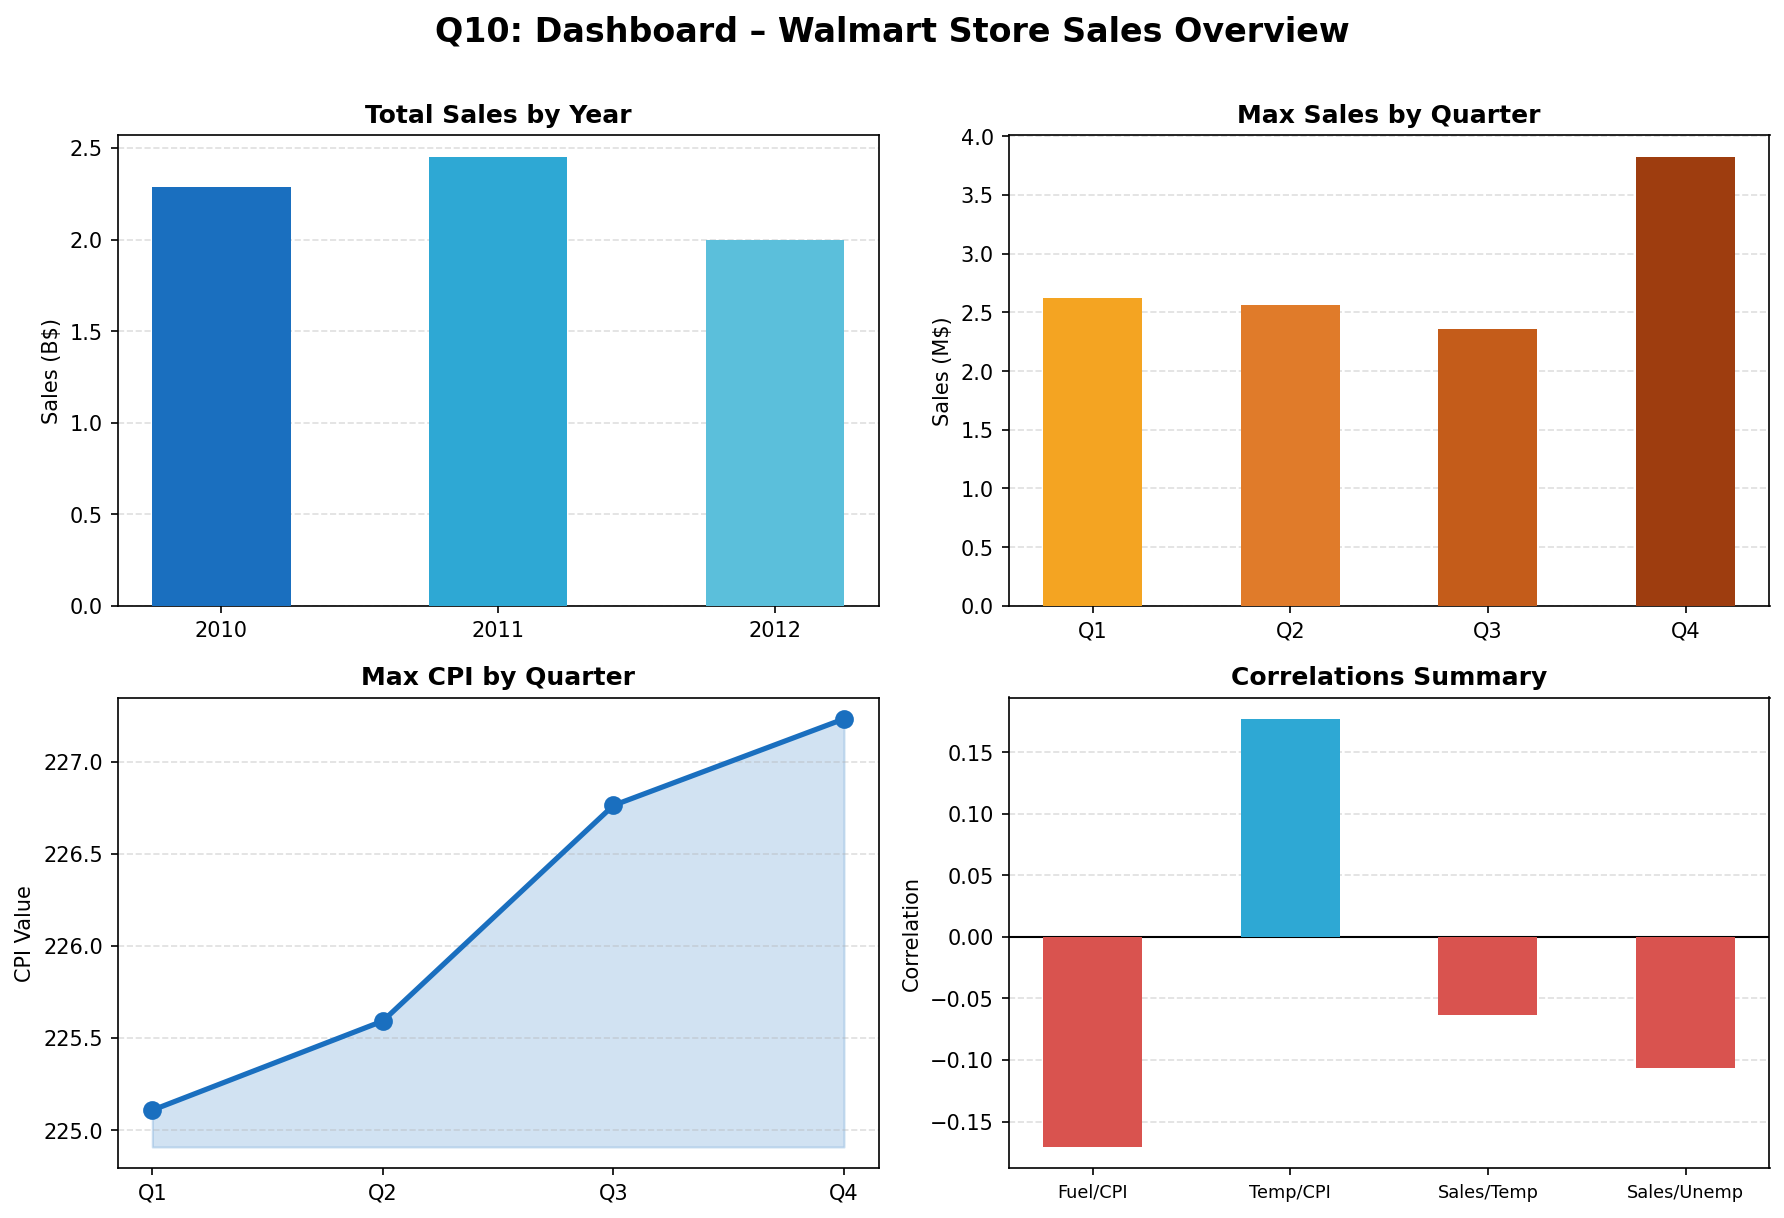 Q10: Dashboard – Walmart Store Sales Overview
Total Sales by Year
Sales (B$)
2.5
2.0
1.5
1.0
0.5
0.0
2010 2011 2012
Max Sales by Quarter
Sales (M$)
4.0
3.5
3.0
2.5
2.0
1.5
1.0
0.5
0.0
Q1 Q2 Q3 Q4
Max CPI by Quarter
CPI Value
227.0
226.5
226.0
225.5
225.0
Q1 Q2 Q3 Q4
Correlations Summary
Correlation
0.15
0.10
0.05
0.00
−0.05
−0.10
−0.15
Fuel/CPI Temp/CPI Sales/Temp Sales/Unemp